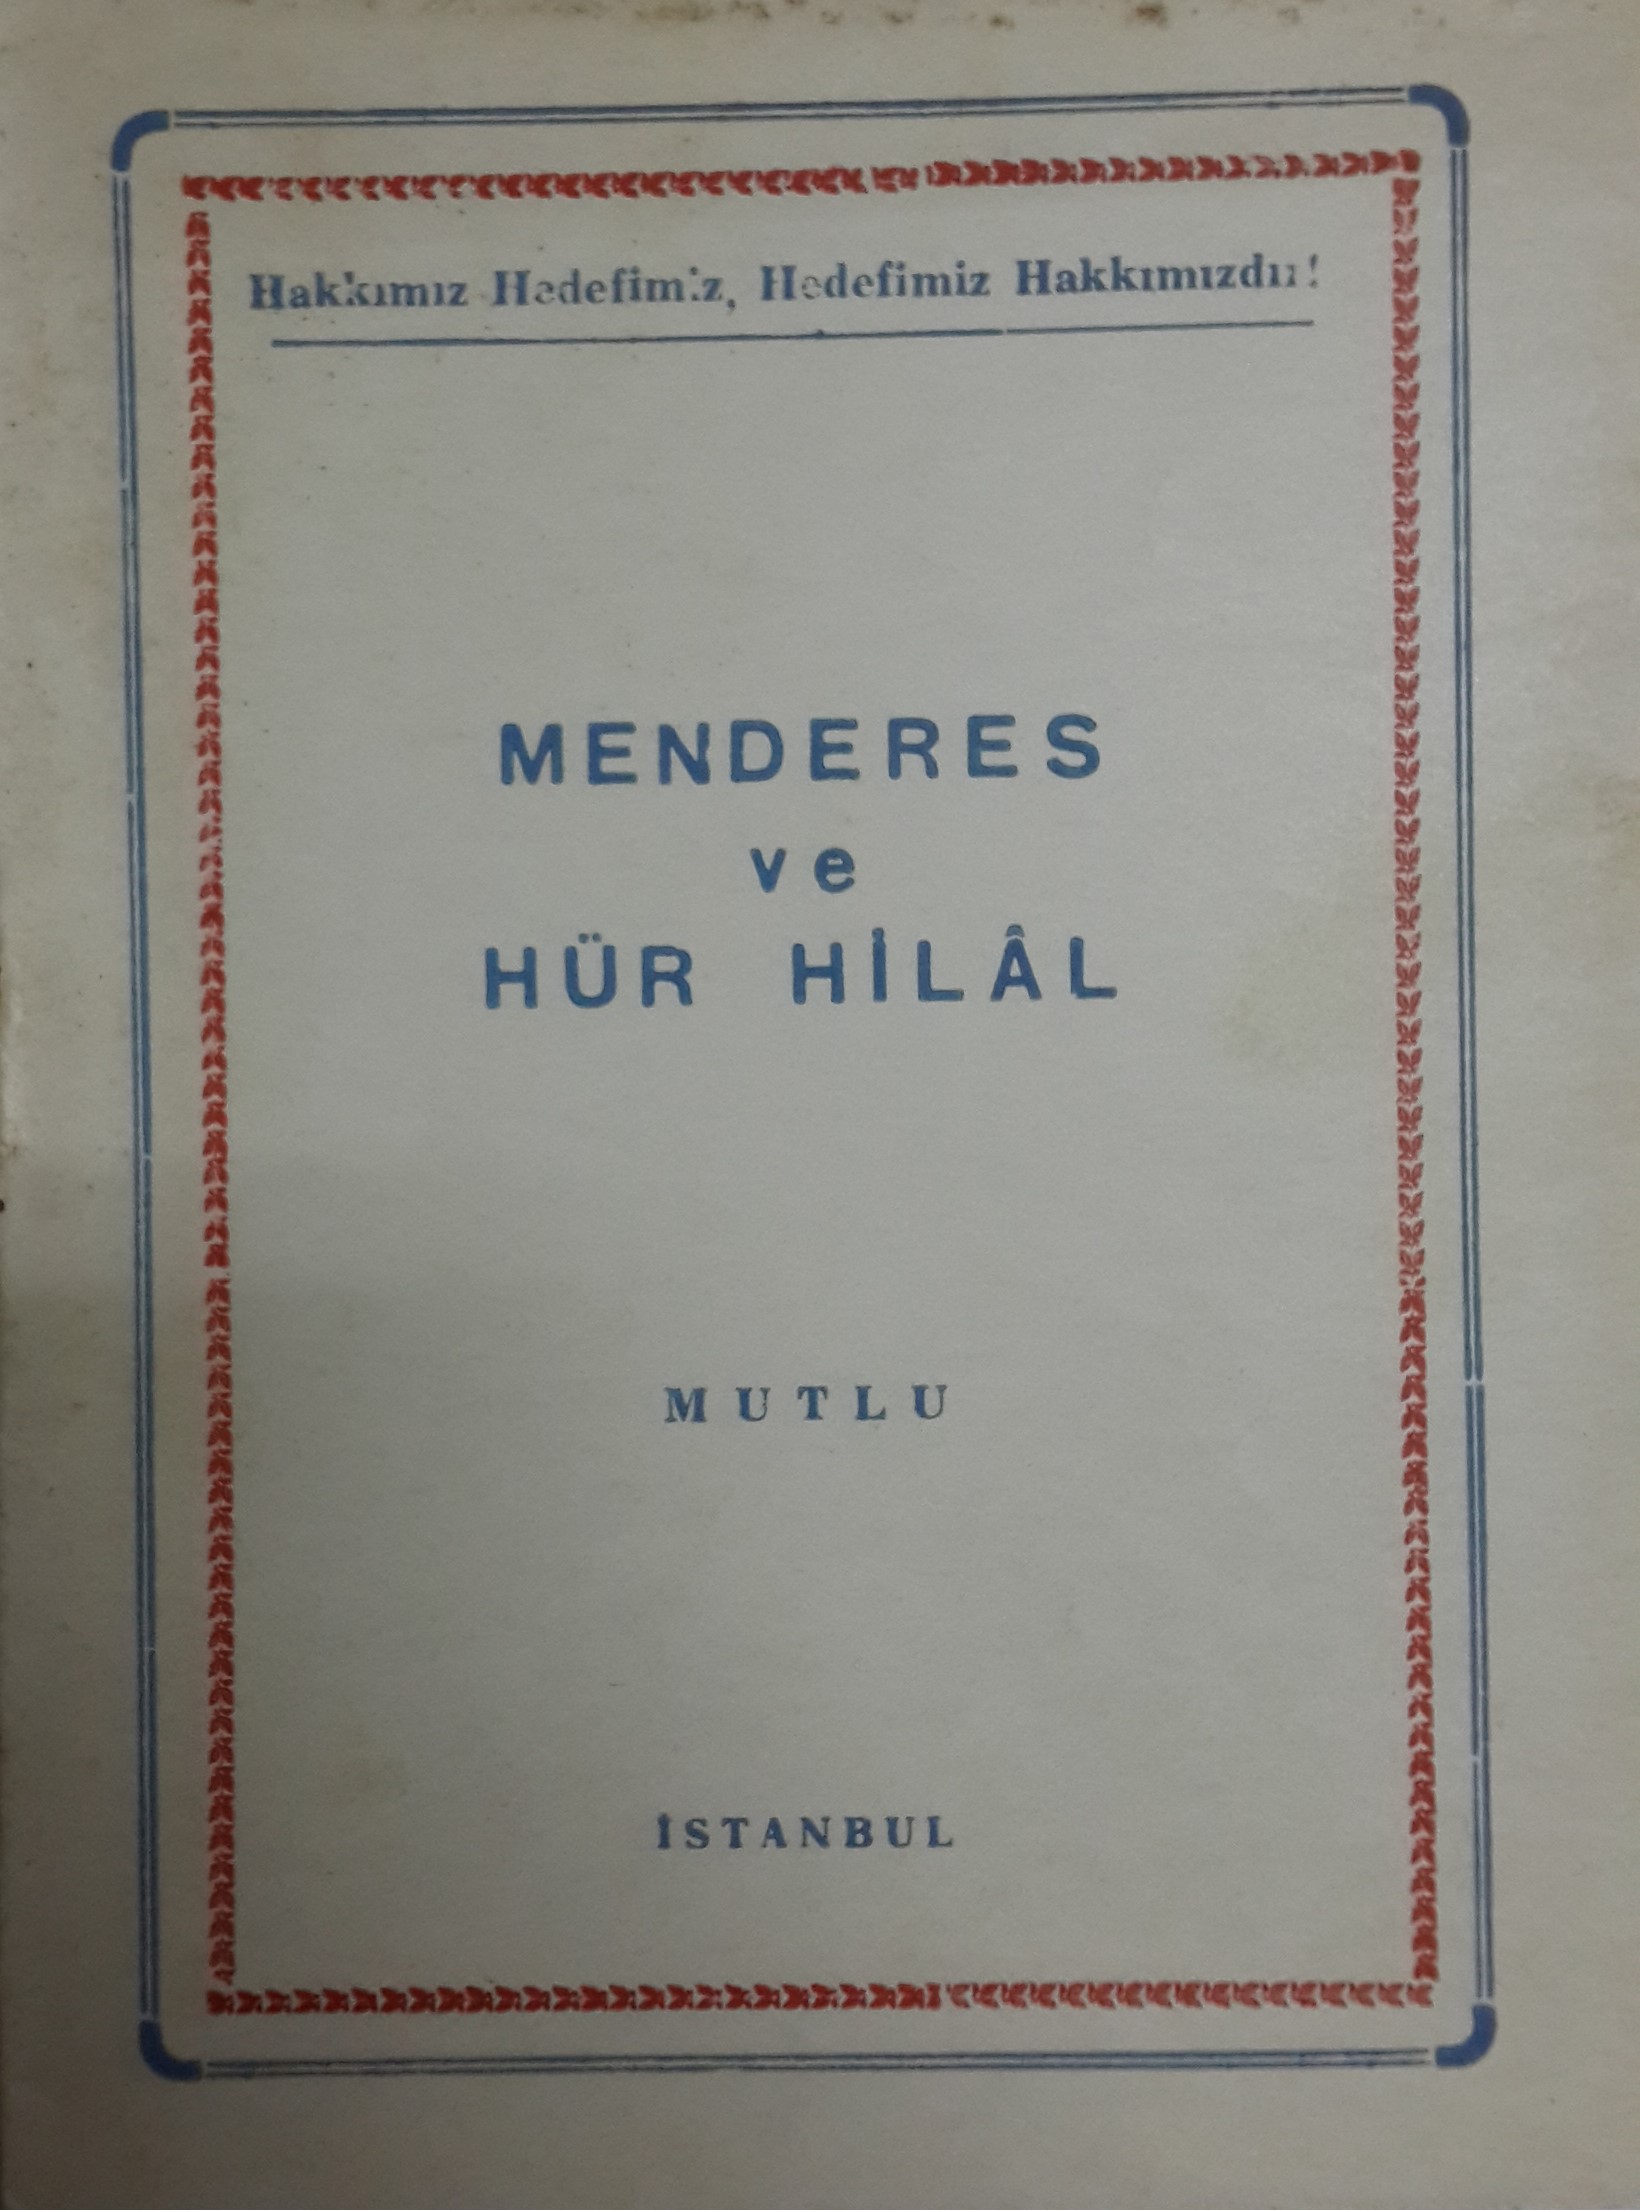 Hakkımız Hedefimiz, Hedefimiz Hakkımızdır!
MENDERES
ve
HÜR HİLÂL
MUTLU
İSTANBUL